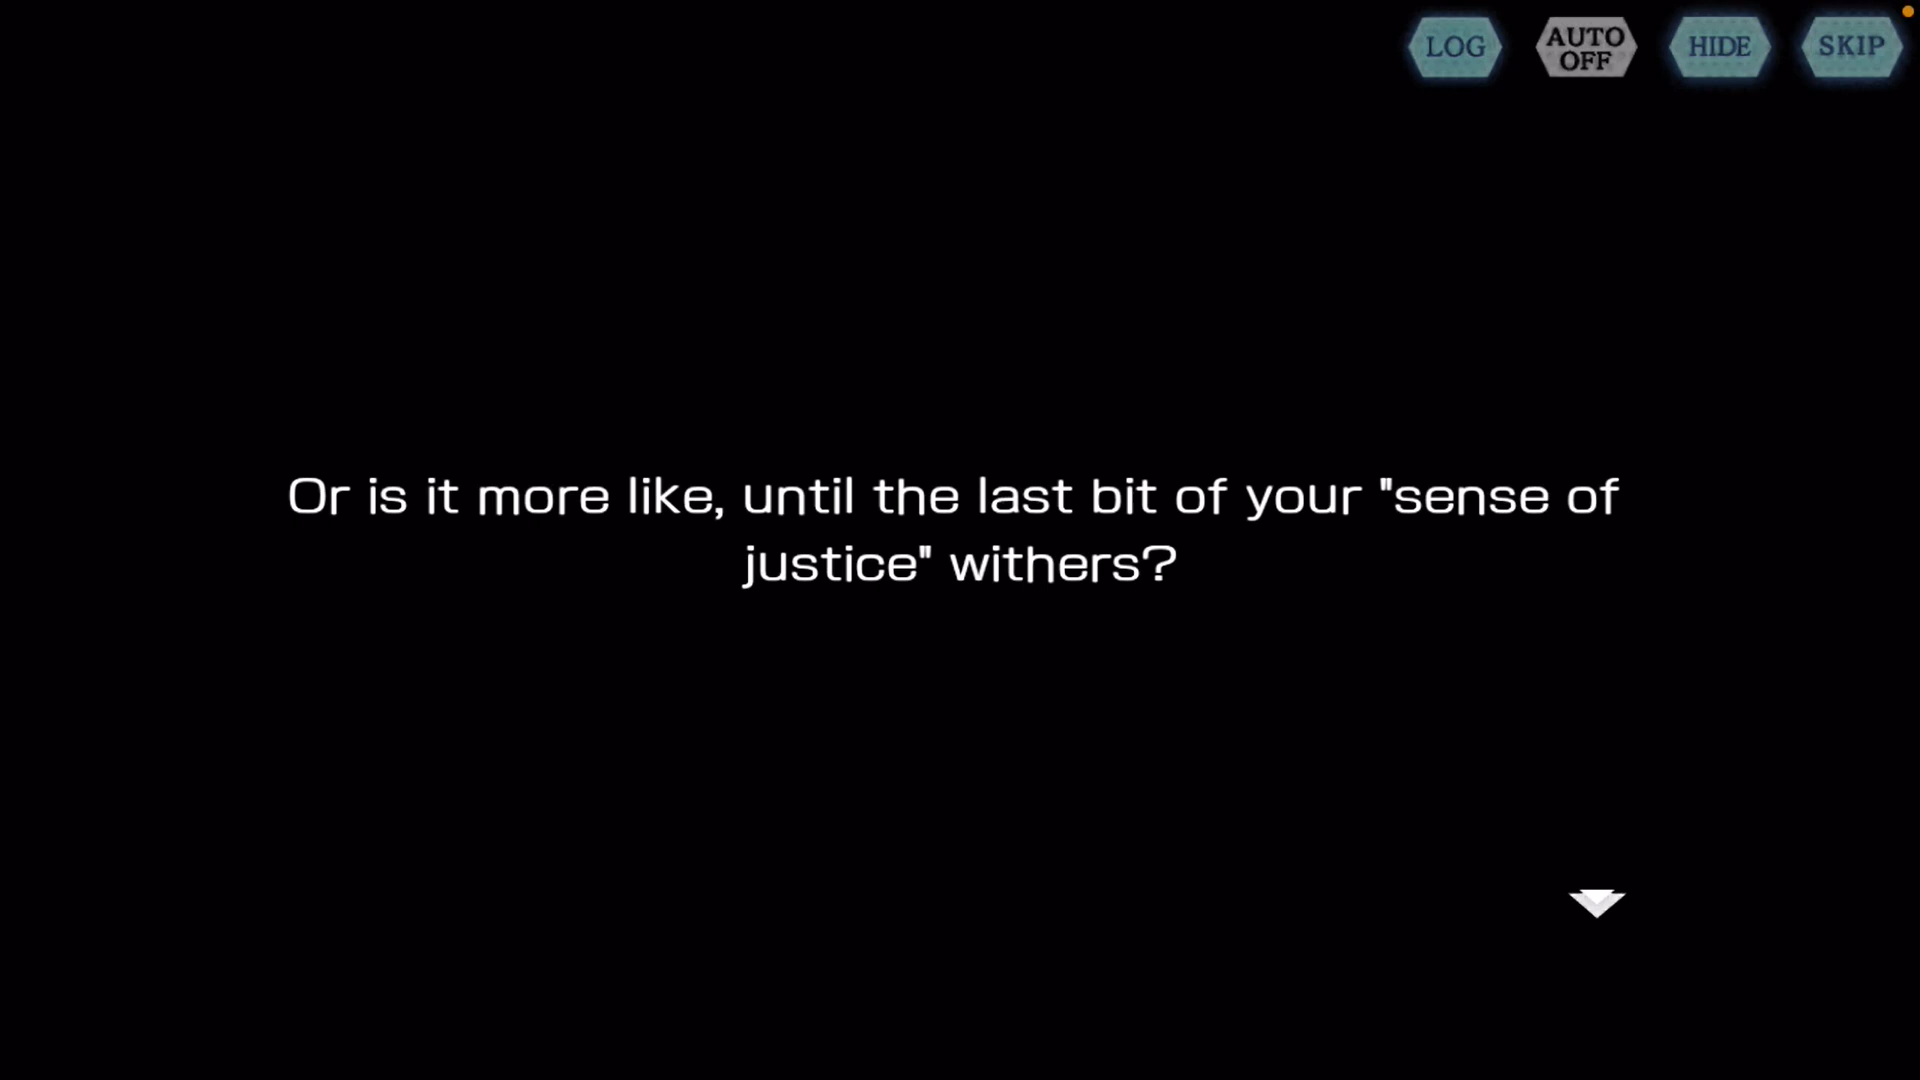 LOG
AUTO
OFF
HIDE
SKIP
Or is it more like, until the last bit of your "sense of
justice" withers?